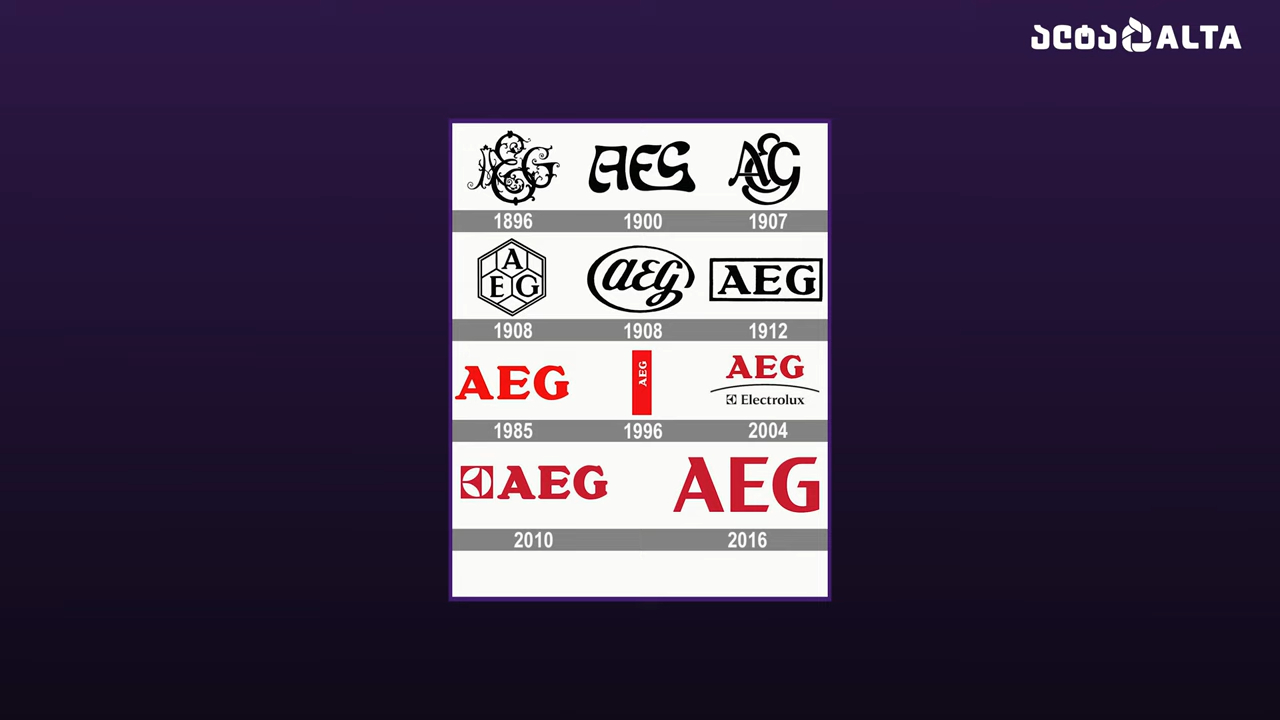 ალტა ALTA
AEG AEG AEG
1896 1900 1907
A
E G aEG AEG
1908 1908 1912
AEG AEG AEG
Electrolux
1985 1996 2004
AEG AEG
2010 2016